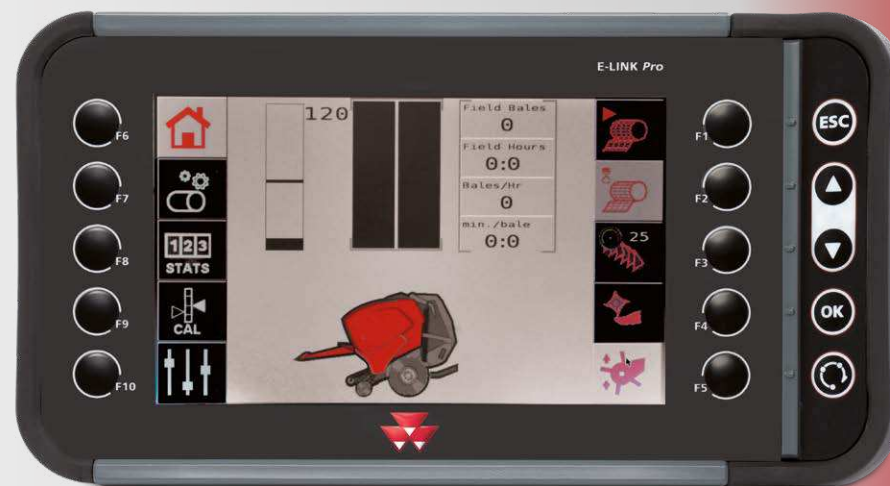 E-LINK Pro
F6
F7
F8
F9
F10
123
STATS
CAL
120
Field Bales
0
Field Hours
0:0
Bales/Hr
0
min./bale
0:0
25
F1
F2
F3
F4
F5
ESC
OK